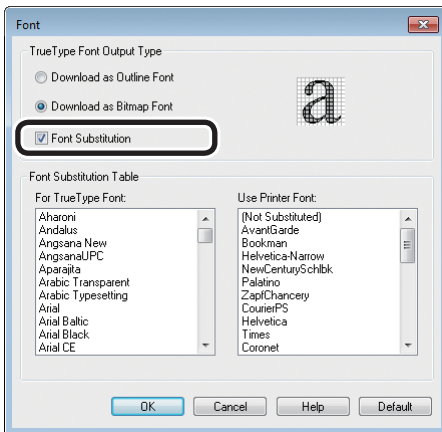 Font
TrueType Font Output Type
Download as Outline Font
Download as Bitmap Font
a
Font Substitution
Font Substitution Table
For TrueType Font:
Use Printer Font:
Aharoni
Andalus
Angsana New
AngsanaUPC
Aparajita
Arabic Transparent
Arabic Typesetting
Arial
Arial Baltic
Arial Black
Arial CE
(Not Substituted)
AvantGarde
Bookman
Helvetica-Narrow
NewCenturySchlbk
Palatino
ZapfChancery
CourierPS
Helvetica
Times
Coronet
OK
Cancel
Help
Default